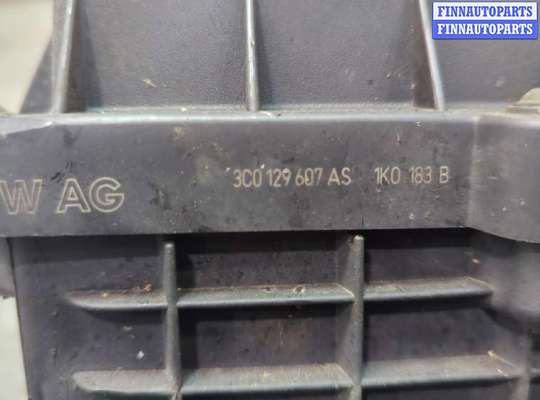 FINNAUTOPARTS
FINNAUTOPARTS
3C0 129 607 AS 1K0 183 B
W AG